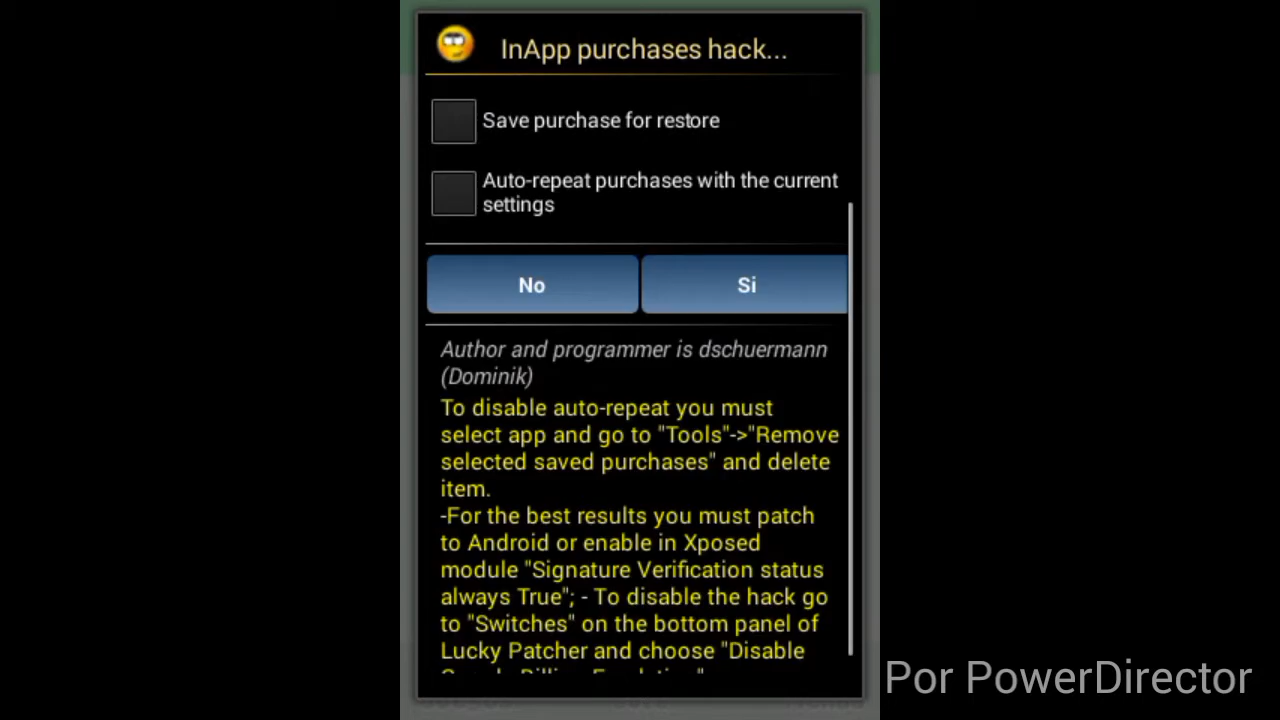 InApp purchases hack...
Save purchase for restore
Auto-repeat purchases with the current
settings
No
Si
Author and programmer is dschuermann
(Dominik)
To disable auto-repeat you must
select app and go to "Tools"->"Remove
selected saved purchases" and delete
item.
-For the best results you must patch
to Android or enable in Xposed
module "Signature Verification status
always True"; - To disable the hack go
to "Switches" on the bottom panel of
Lucky Patcher and choose "Disable
Por PowerDirector